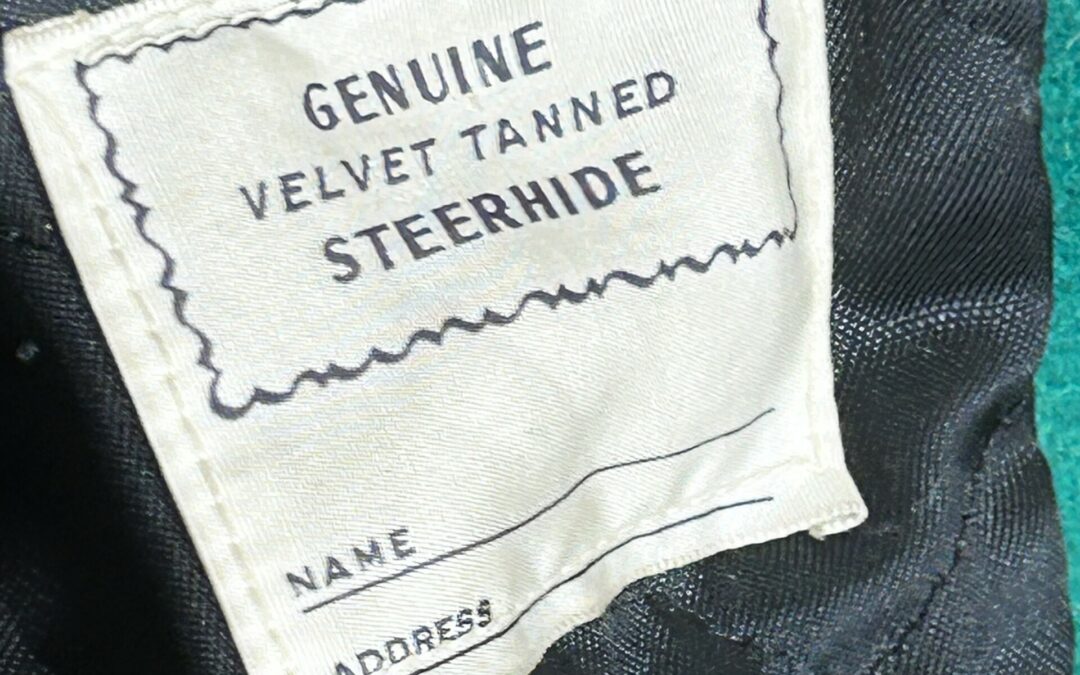 GENUINE
VELVET TANNED
STEERHIDE
NAME
ADDRESS